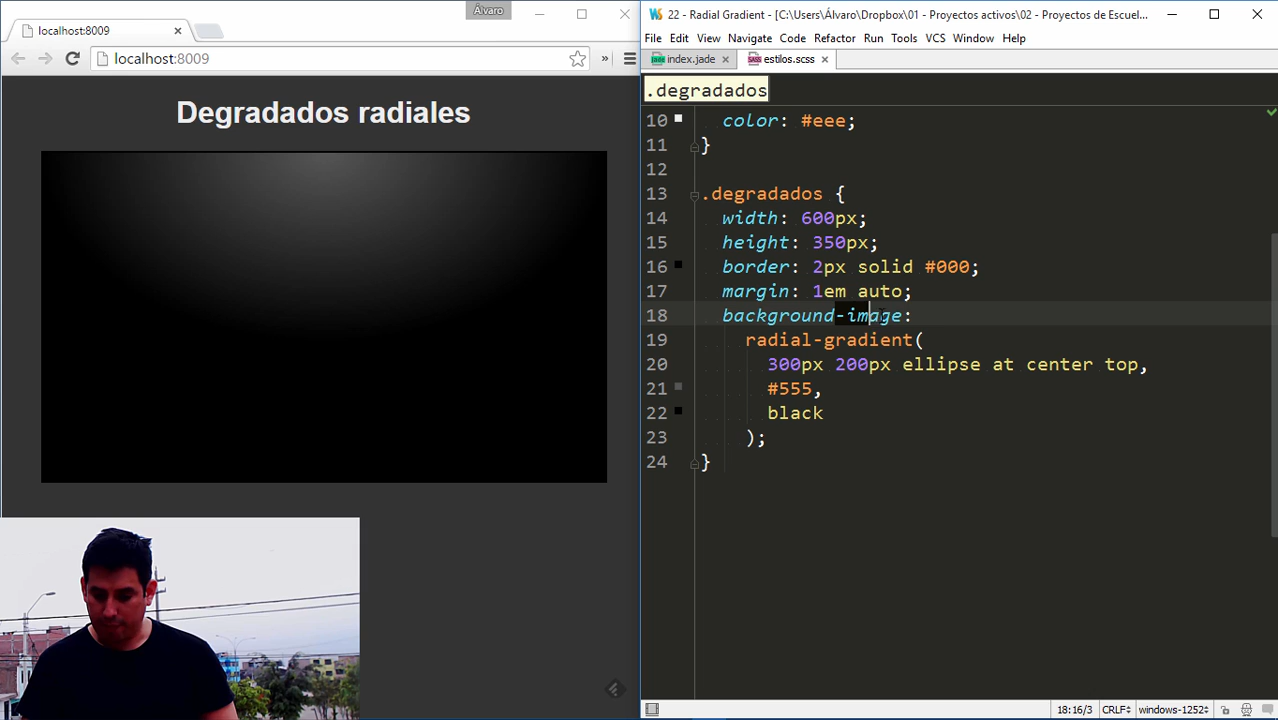 Álvaro
localhost:8009
localhost:8009
Degradados radiales
22 - Radial Gradient - [C:\Users\Álvaro\Dropbox\01 - Proyectos activos\02 - Proyectos de Escuel...
File Edit View Navigate Code Refactor Run Tools VCS Window Help
index.jade estilos.scss
.degradados
10 color: #eee;
11 }
12
13 .degradados {
14 width: 600px;
15 height: 350px;
16 border: 2px solid #000;
17 margin: 1em auto;
18 background-image:
19 radial-gradient(
20 300px 200px ellipse at center top,
21 #555,
22 black
23 );
24 }
18:16/3 CRLF windows-1252